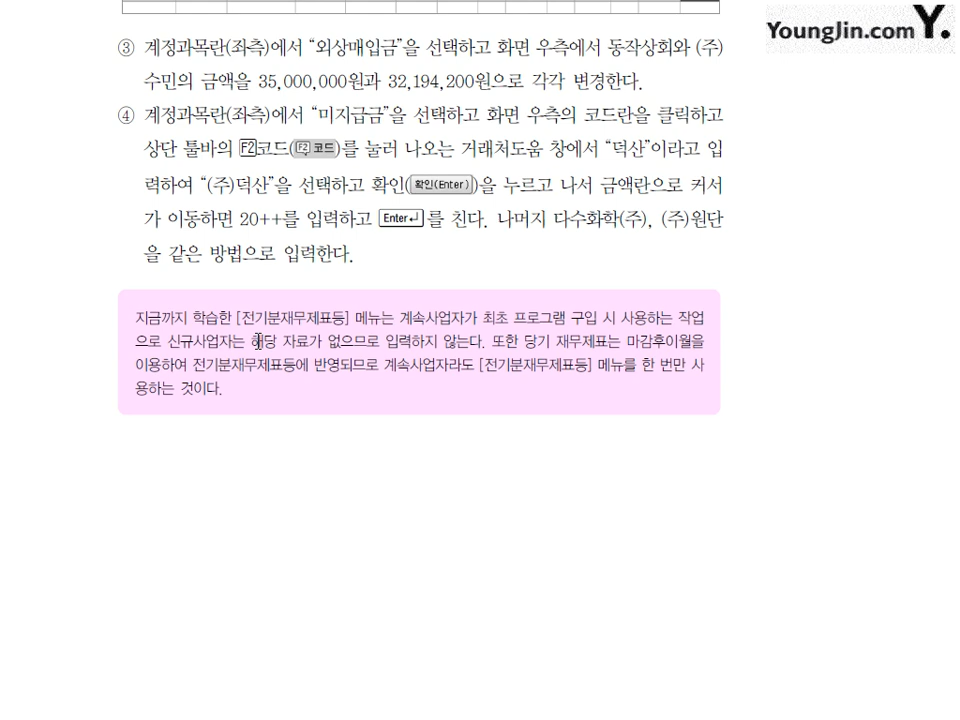 YoungJin.com Y.
③ 계정과목란(좌측)에서 “외상매입금”을 선택하고 화면 우측에서 동작상회와 (주)
수민의 금액을 35,000,000원과 32,194,200원으로 각각 변경한다.
④ 계정과목란(좌측)에서 “미지급금”을 선택하고 화면 우측의 코드란을 클릭하고
상단 툴바의 F2코드(F2 코드)를 눌러 나오는 거래처도움 창에서 “덕산”이라고 입
력하여 “(주)덕산”을 선택하고 확인(확인(Enter))을 누르고 나서 금액란으로 커서
가 이동하면 20++를 입력하고 Enter↵를 친다. 나머지 다수화학(주), (주)원단
을 같은 방법으로 입력한다.
지금까지 학습한 [전기분재무제표등] 메뉴는 계속사업자가 최초 프로그램 구입 시 사용하는 작업
으로 신규사업자는 해당 자료가 없으므로 입력하지 않는다. 또한 당기 재무제표는 마감후이월을
이용하여 전기분재무제표등에 반영되므로 계속사업자라도 [전기분재무제표등] 메뉴를 한 번만 사
용하는 것이다.